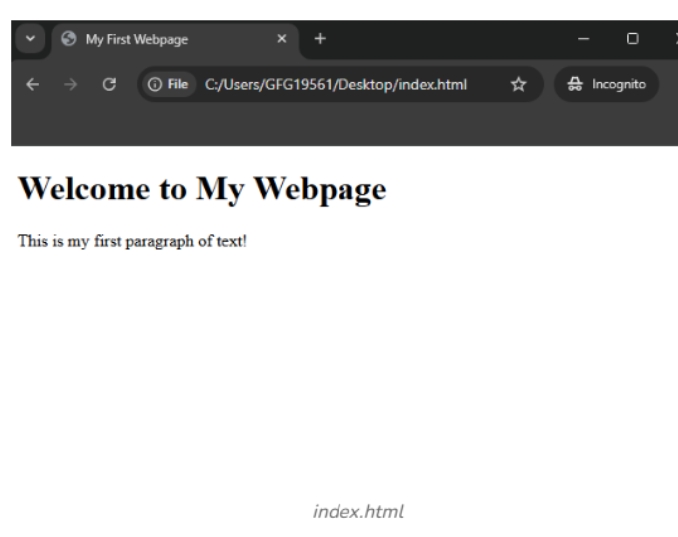 My First Webpage
File C:/Users/GFG19561/Desktop/index.html Incognito
Welcome to My Webpage
This is my first paragraph of text!
index.html